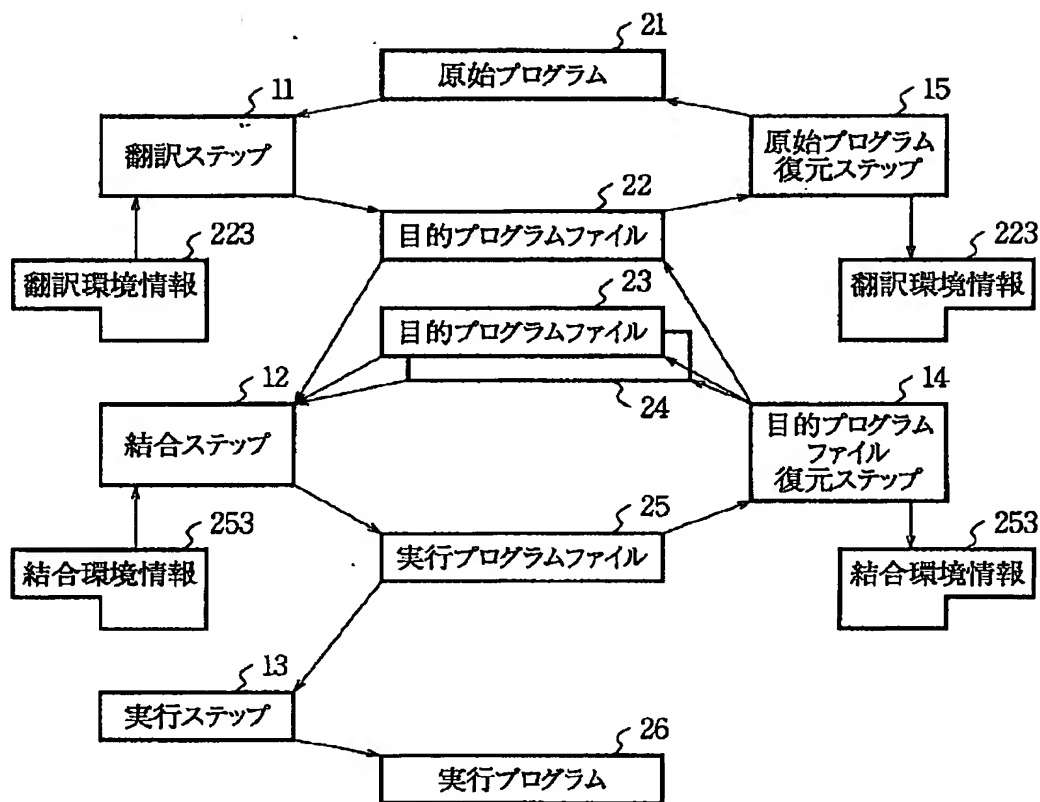 21
原始プログラム
11
15
翻訳ステップ
原始プログラム
復元ステップ
22
223
目的プログラムファイル
223
翻訳環境情報
翻訳環境情報
23
目的プログラムファイル
12
24
14
結合ステップ
目的プログラム
ファイル
復元ステップ
25
253
実行プログラムファイル
253
結合環境情報
結合環境情報
13
実行ステップ
26
実行プログラム